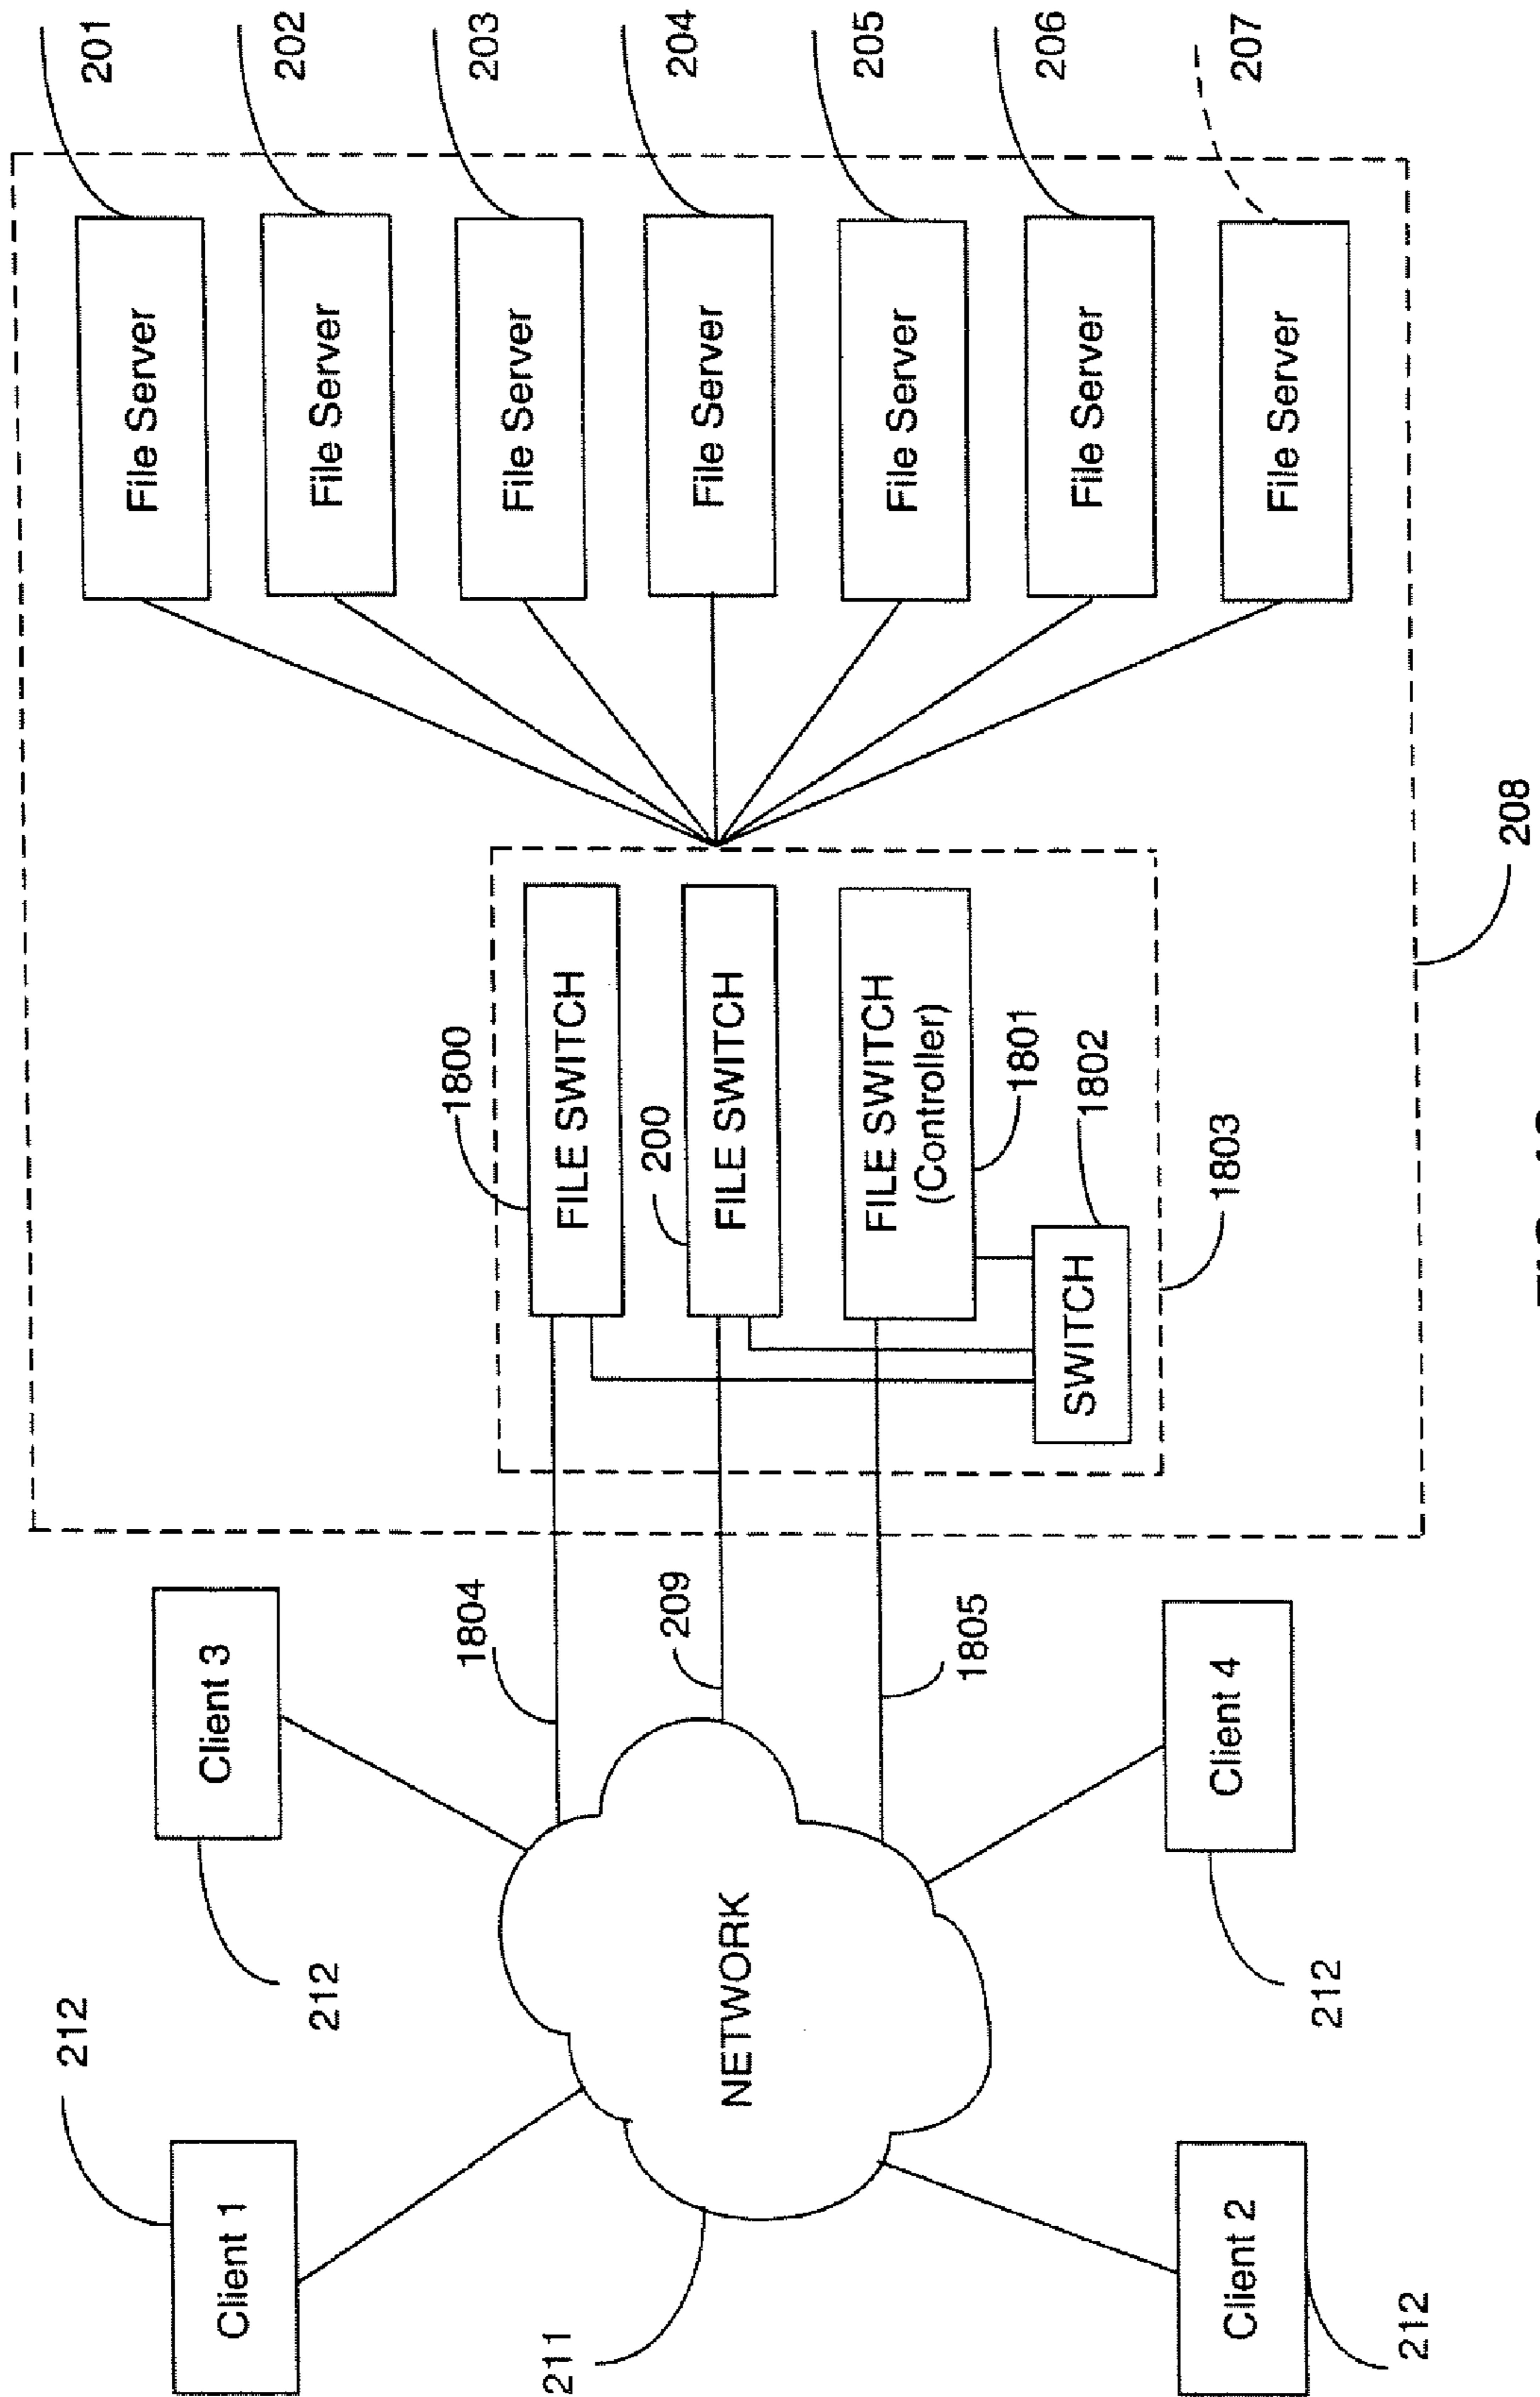 212
201
File Server
Client 1
Client 3
202
212
File Server
1800
1804
203
File Server
FILE SWITCH
211
200
209
204
File Server
NETWORK
FILE SWITCH
205
File Server
FILE SWITCH
(Controller)
1805
1801
206
File Server
SWITCH
1802
Client 2
Client 4
1803
207
File Server
212
212
208